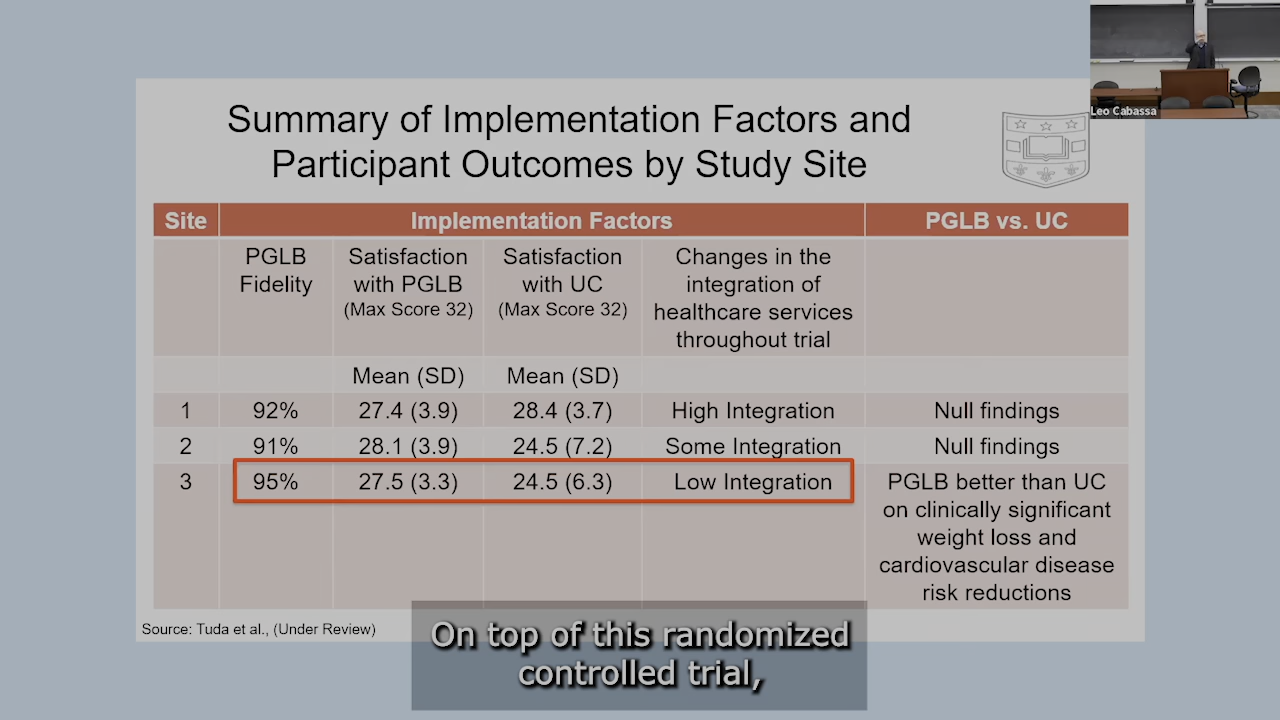 Leo Cabassa
Summary of Implementation Factors and
Participant Outcomes by Study Site
Site Implementation Factors PGLB vs. UC
PGLB Fidelity Satisfaction with PGLB (Max Score 32) Satisfaction with UC (Max Score 32) Changes in the integration of healthcare services throughout trial
Mean (SD) Mean (SD)
1 92% 27.4 (3.9) 28.4 (3.7) High Integration Null findings
2 91% 28.1 (3.9) 24.5 (7.2) Some Integration Null findings
3 95% 27.5 (3.3) 24.5 (6.3) Low Integration PGLB better than UC
on clinically significant
weight loss and
cardiovascular disease
risk reductions
Source: Tuda et al., (Under Review)
On top of this randomized
controlled trial,